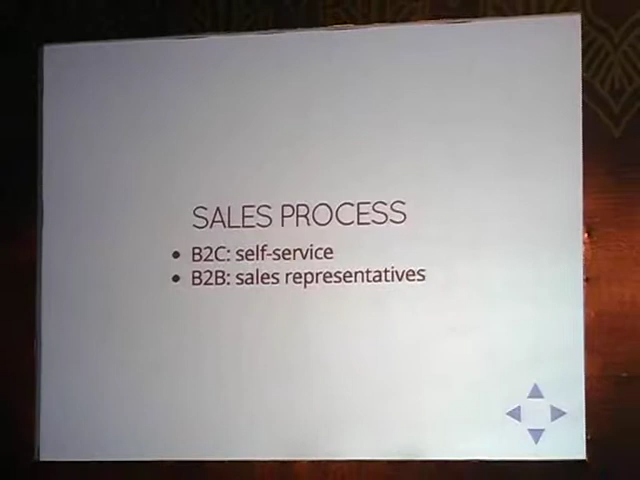 SALES PROCESS
• B2C: self-service
• B2B: sales representatives